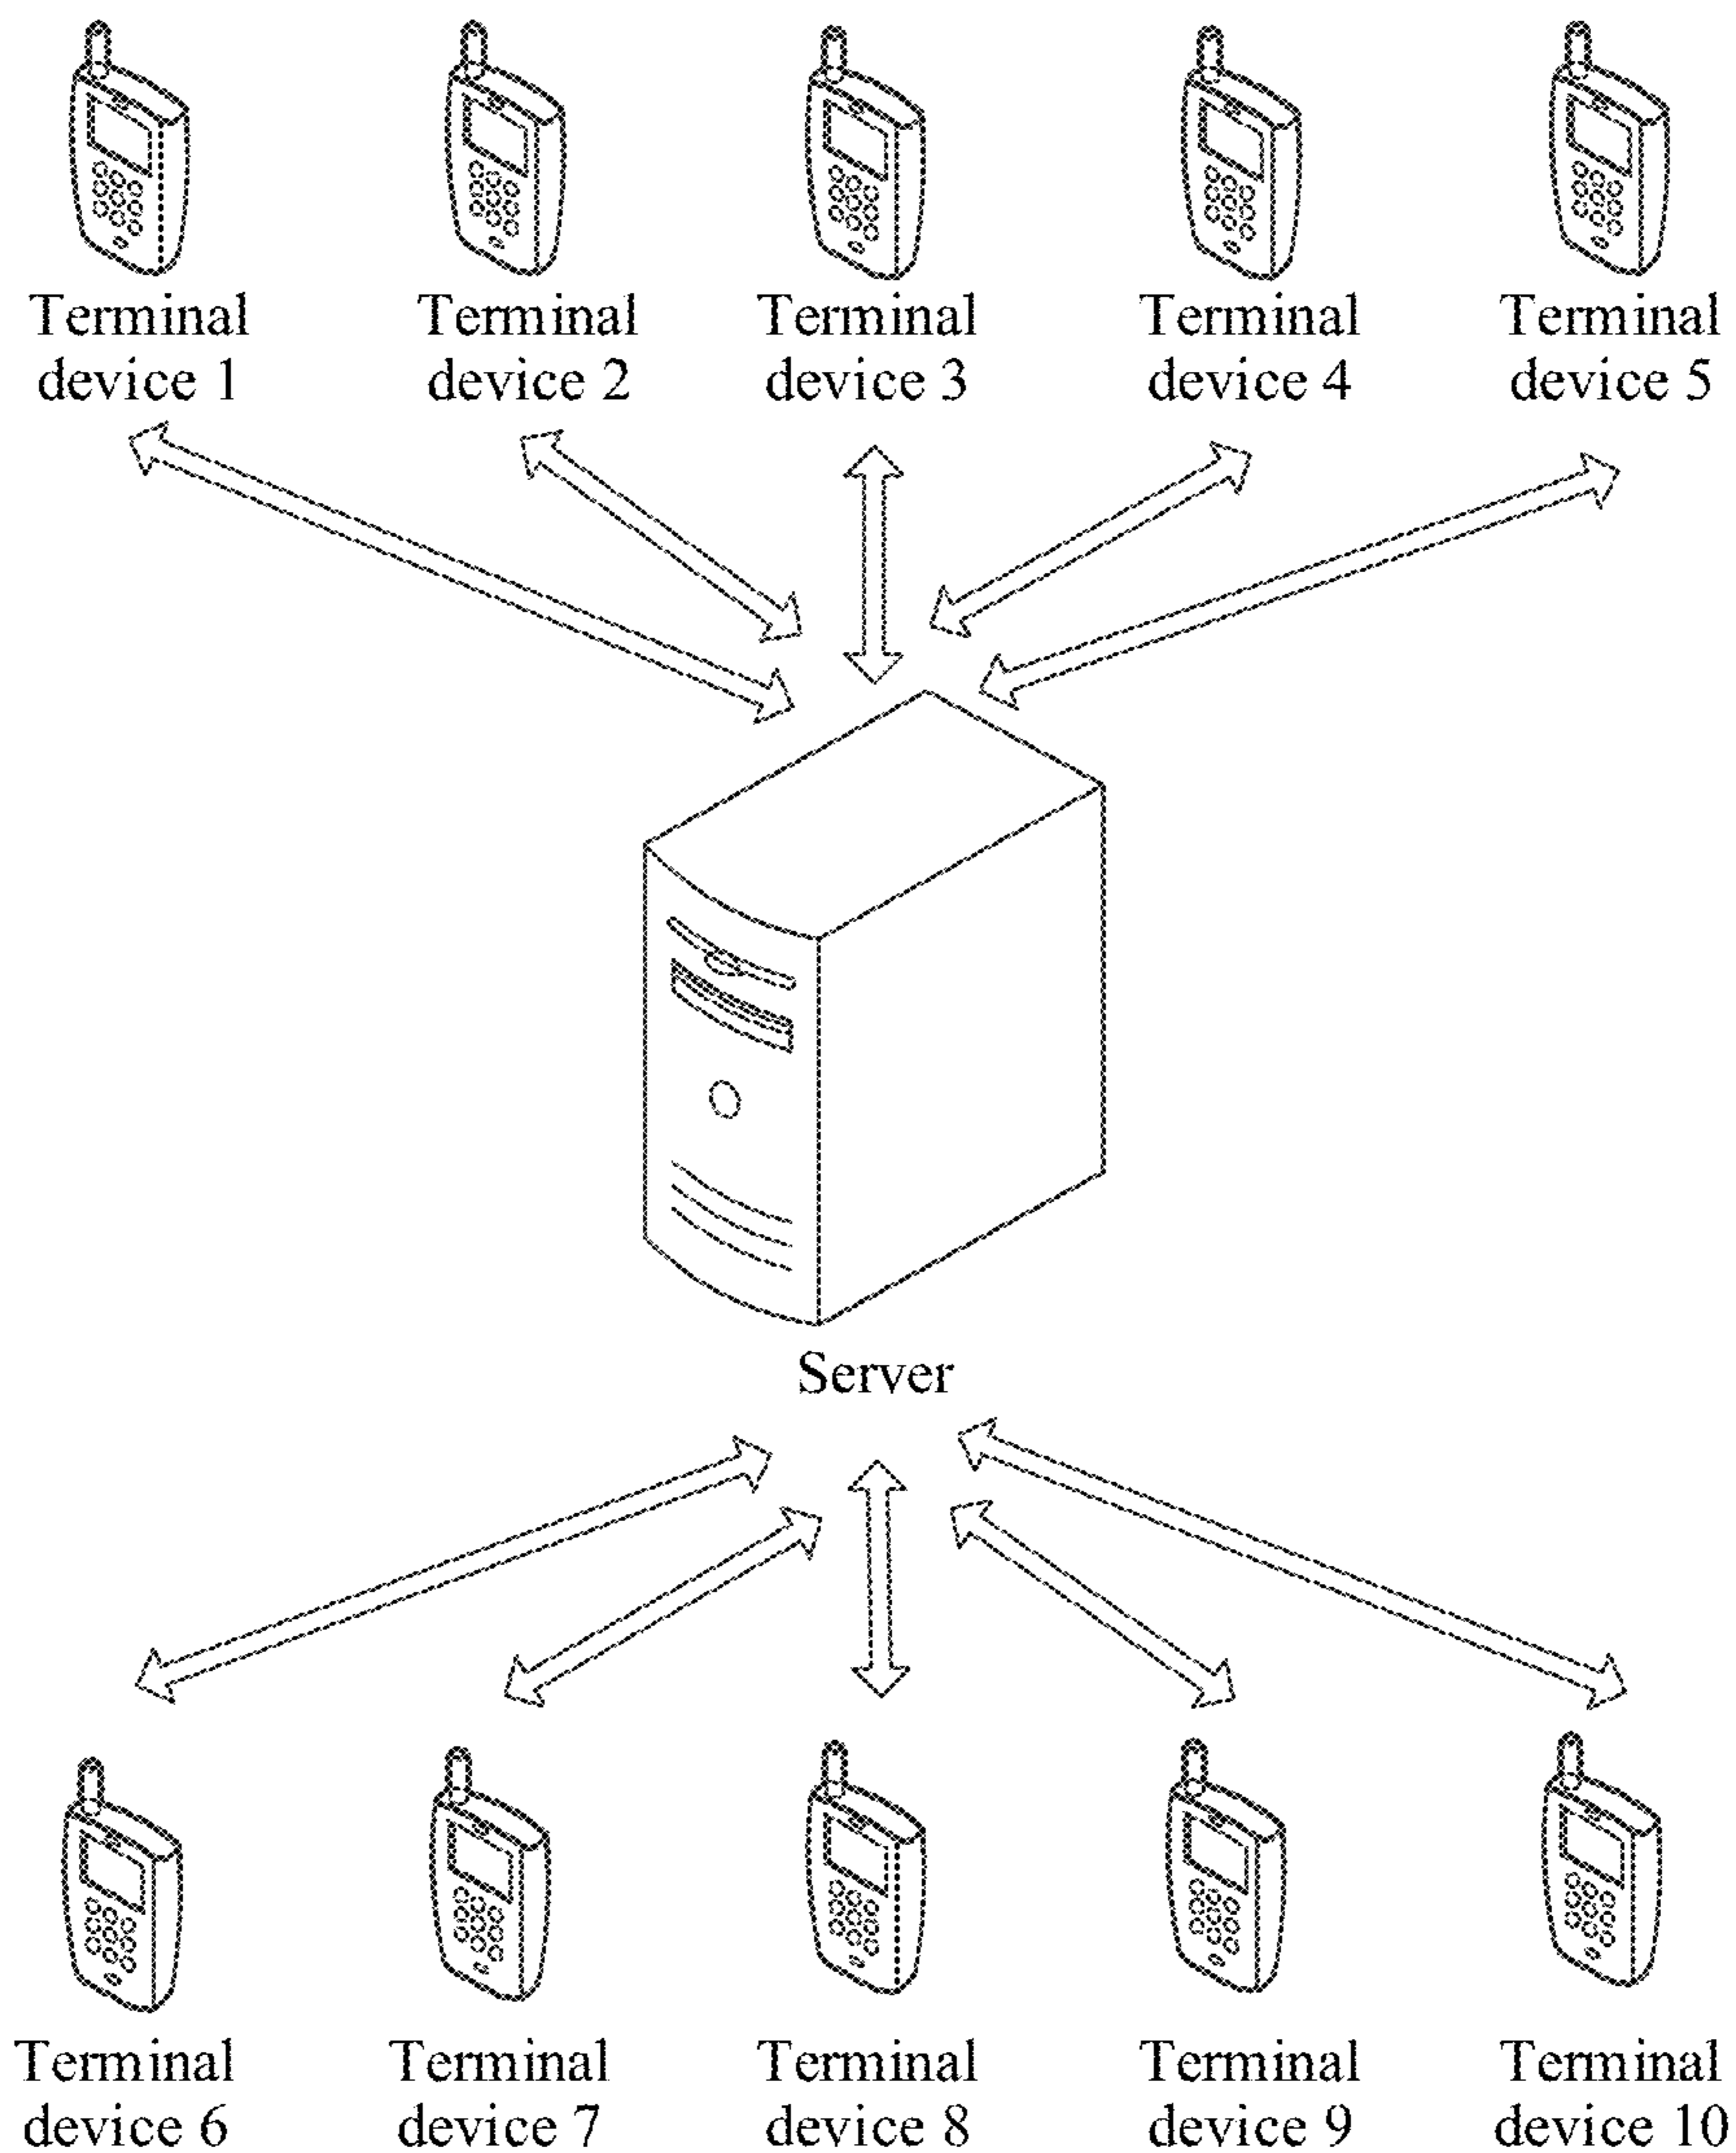 Terminal device 1
Terminal device 2
Terminal device 3
Terminal device 4
Terminal device 5
Server
Terminal device 6
Terminal device 7
Terminal device 8
Terminal device 9
Terminal device 10